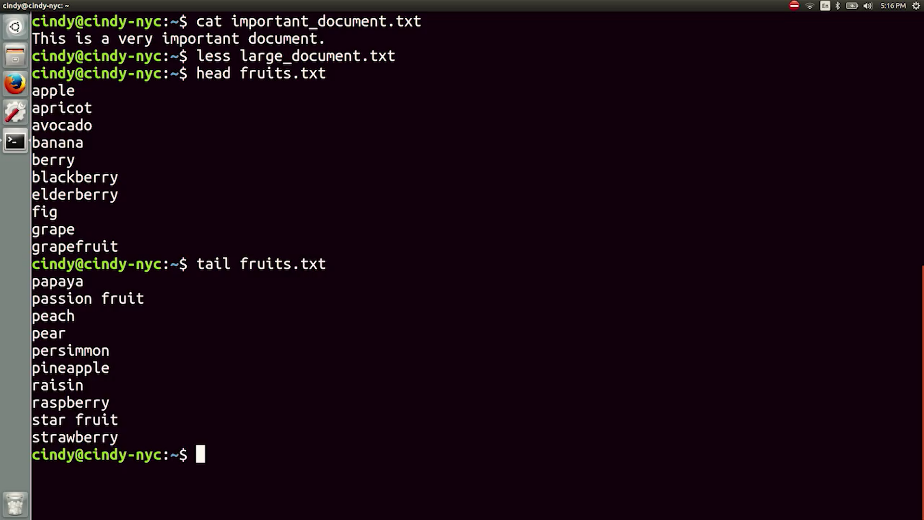 cindy@cindy-nyc: ~
En
5:16 PM
cindy@cindy-nyc:~$ cat important_document.txt
This is a very important document.
cindy@cindy-nyc:~$ less large_document.txt
cindy@cindy-nyc:~$ head fruits.txt
apple
apricot
avocado
banana
berry
blackberry
elderberry
fig
grape
grapefruit
cindy@cindy-nyc:~$ tail fruits.txt
papaya
passion fruit
peach
pear
persimmon
pineapple
raisin
raspberry
star fruit
strawberry
cindy@cindy-nyc:~$